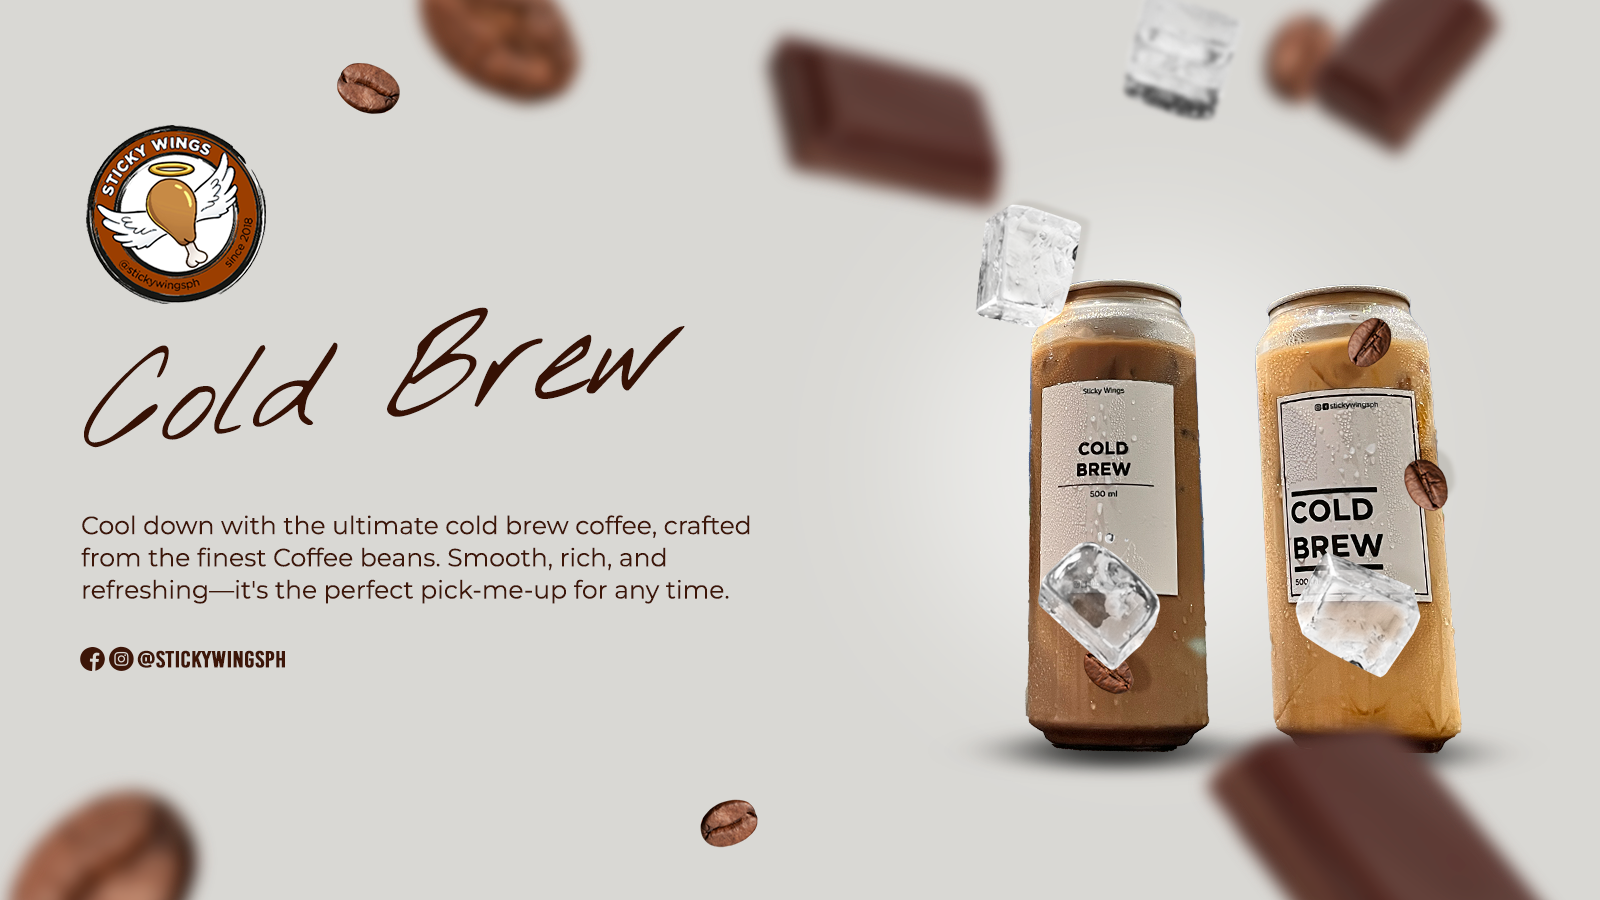 STICKY WINGS
since 2018
@stickywingsph
Cold Brew
Cool down with the ultimate cold brew coffee, crafted
from the finest Coffee beans. Smooth, rich, and
refreshing—it's the perfect pick-me-up for any time.
@STICKYWINGSPH
Sticky Wings
COLD
BREW
500 ml
stickywingsph
COLD
BREW
500